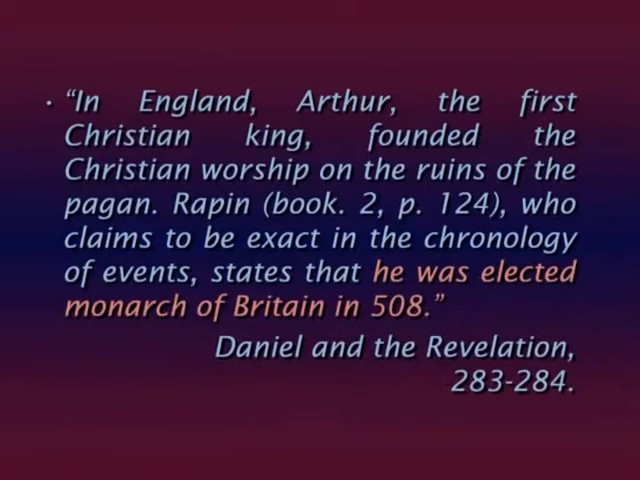 • “In England, Arthur, the first
Christian king, founded the
Christian worship on the ruins of the
pagan. Rapin (book. 2, p. 124), who
claims to be exact in the chronology
of events, states that he was elected
monarch of Britain in 508.”
Daniel and the Revelation,
283-284.